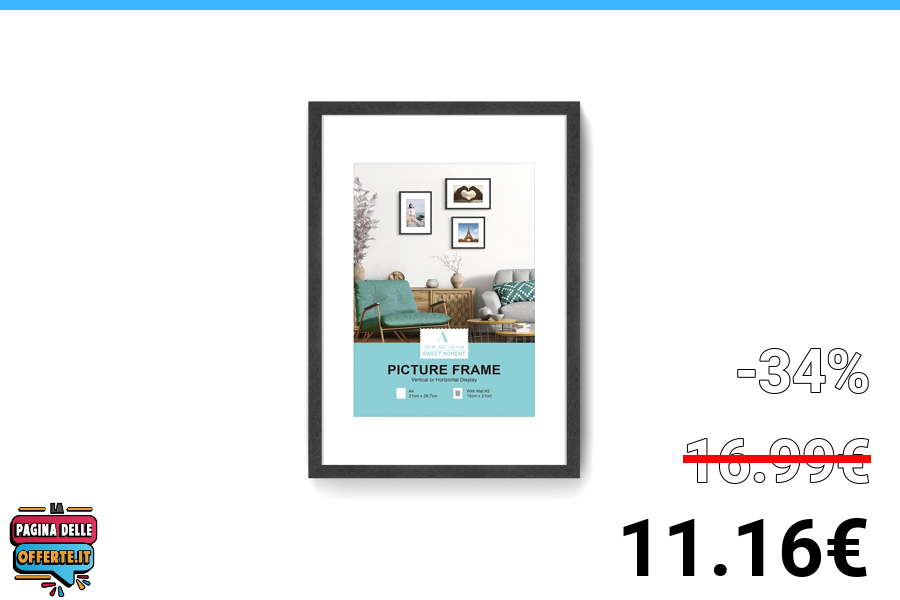 SWEET MOMENT
PICTURE FRAME
Vertical or Horizontal Display
A4
21cm x 29.7cm
With Mat A5
15cm x 21cm
-34%
16.99€
11.16€
LA
PAGINA DELLE
OFFERTE.IT